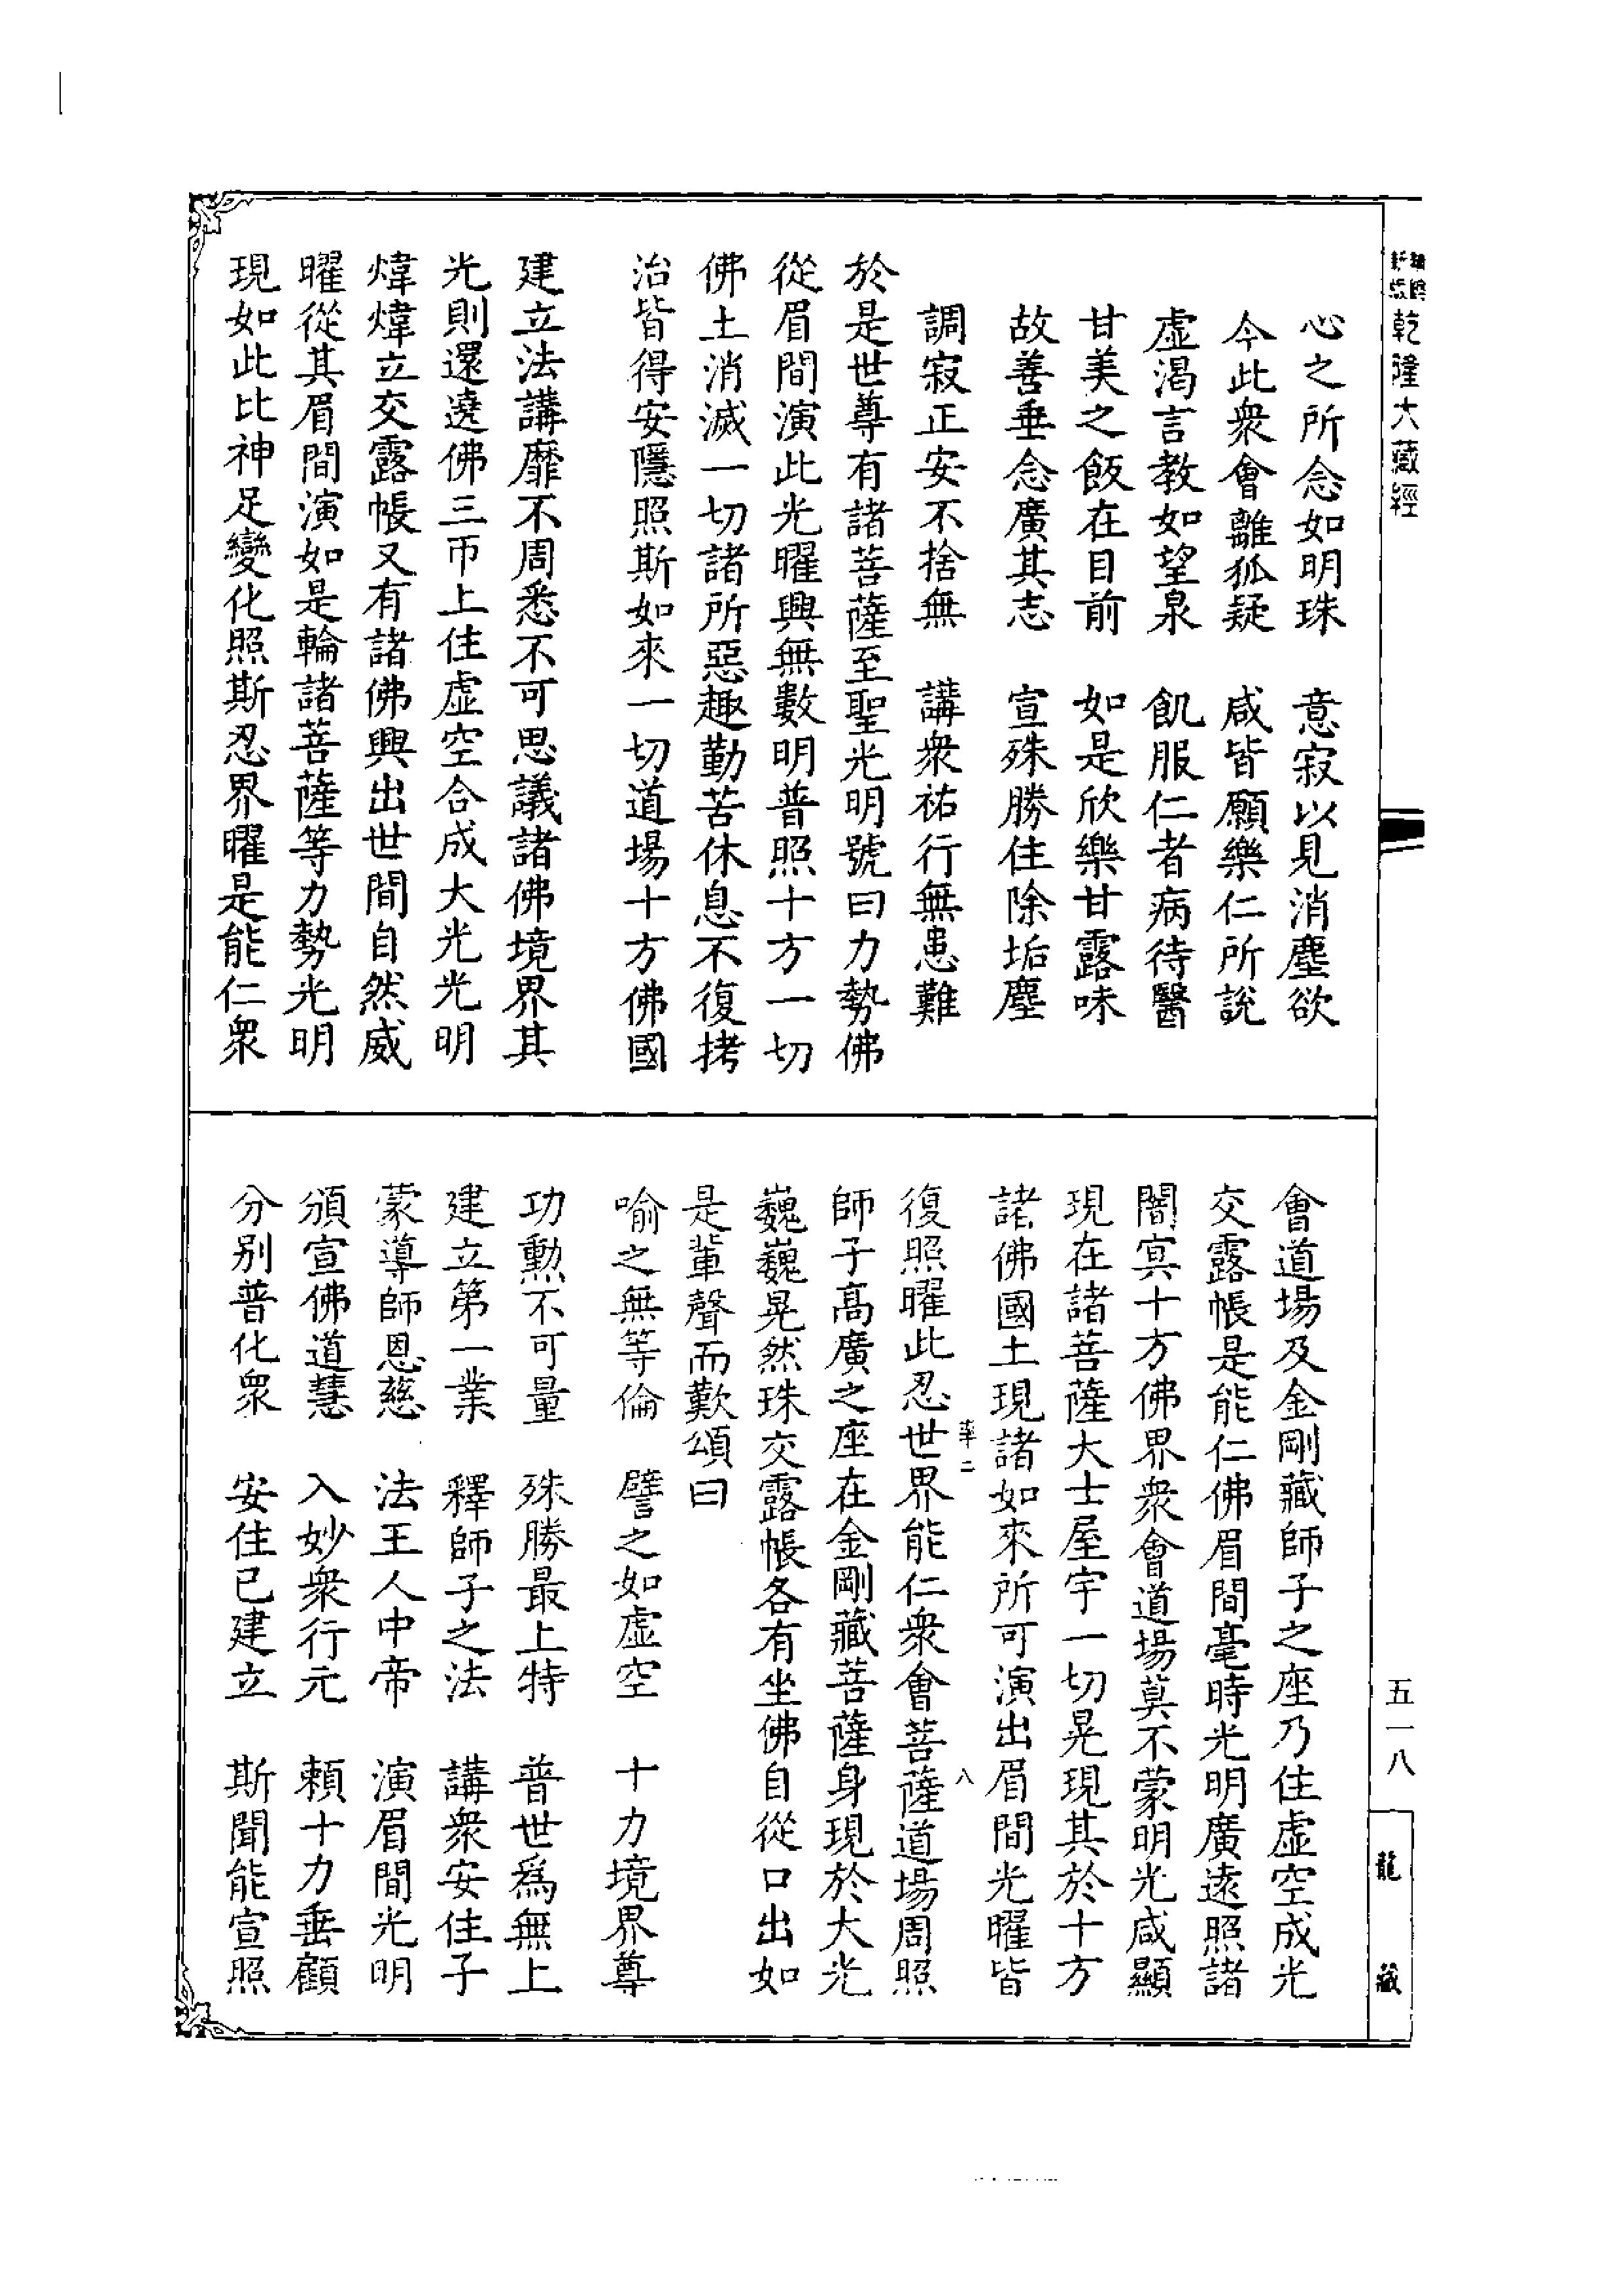 乾隆大藏經
心之所念如明珠　意寂以見消塵欲
今此衆會離狐疑　咸皆願樂仁所說
虛渴言教如望泉　飢服仁者病待醫
甘美之飯在目前　如是欣樂甘露味
故善垂念廣其志　宣殊勝住除垢塵
調寂正安不捨無　講衆祐行無患難
於是世尊有諸菩薩至聖光明號曰力勢佛
從眉間演此光曜興無數明普照十方一切
佛土消滅一切諸所惡趣勤苦休息不復拷
治皆得安隱照斯如來一切道場十方佛國
建立法講靡不周悉不可思議諸佛境界其
光則還遶佛三帀上住虛空合成大光光明
煒煒立交露帳又有諸佛興出世間自然威
曜從其眉間演如是輪諸菩薩等力勢光明
現如此比神足變化照斯忍界曜是能仁衆
會道場及金剛藏師子之座乃住虛空成光
交露帳是能仁佛眉間毫時光明廣遠照諸
闇冥十方佛界衆會道場莫不蒙明光咸顯
現在諸菩薩大士屋宇一切晃現其於十方
諸佛國土現諸如來所可演出眉間光曜皆
二　八
復照曜此忍世界能仁衆會菩薩道場周照
師子高廣之座在金剛藏菩薩身現於大光
巍巍晃然珠交露帳各有坐佛自從口出如
是輩聲而歎頌曰
喻之無等倫　譬之如虛空　十力境界尊
功勲不可量　殊勝最上特　普世爲無上
建立第一業　釋師子之法　講衆安住子
蒙導師恩慈　法王人中帝　演眉間光明
頒宣佛道慧　入妙衆行元　賴十力垂顧
分别普化衆　安住已建立　斯聞能宣照
五一八
龍藏